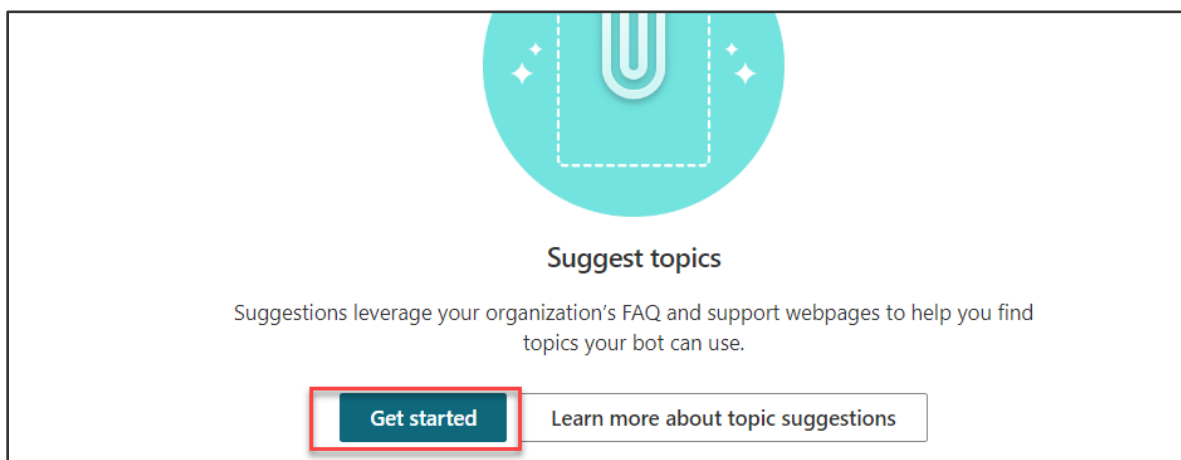 Suggest topics
Suggestions leverage your organization’s FAQ and support webpages to help you find
topics your bot can use.
Get started
Learn more about topic suggestions